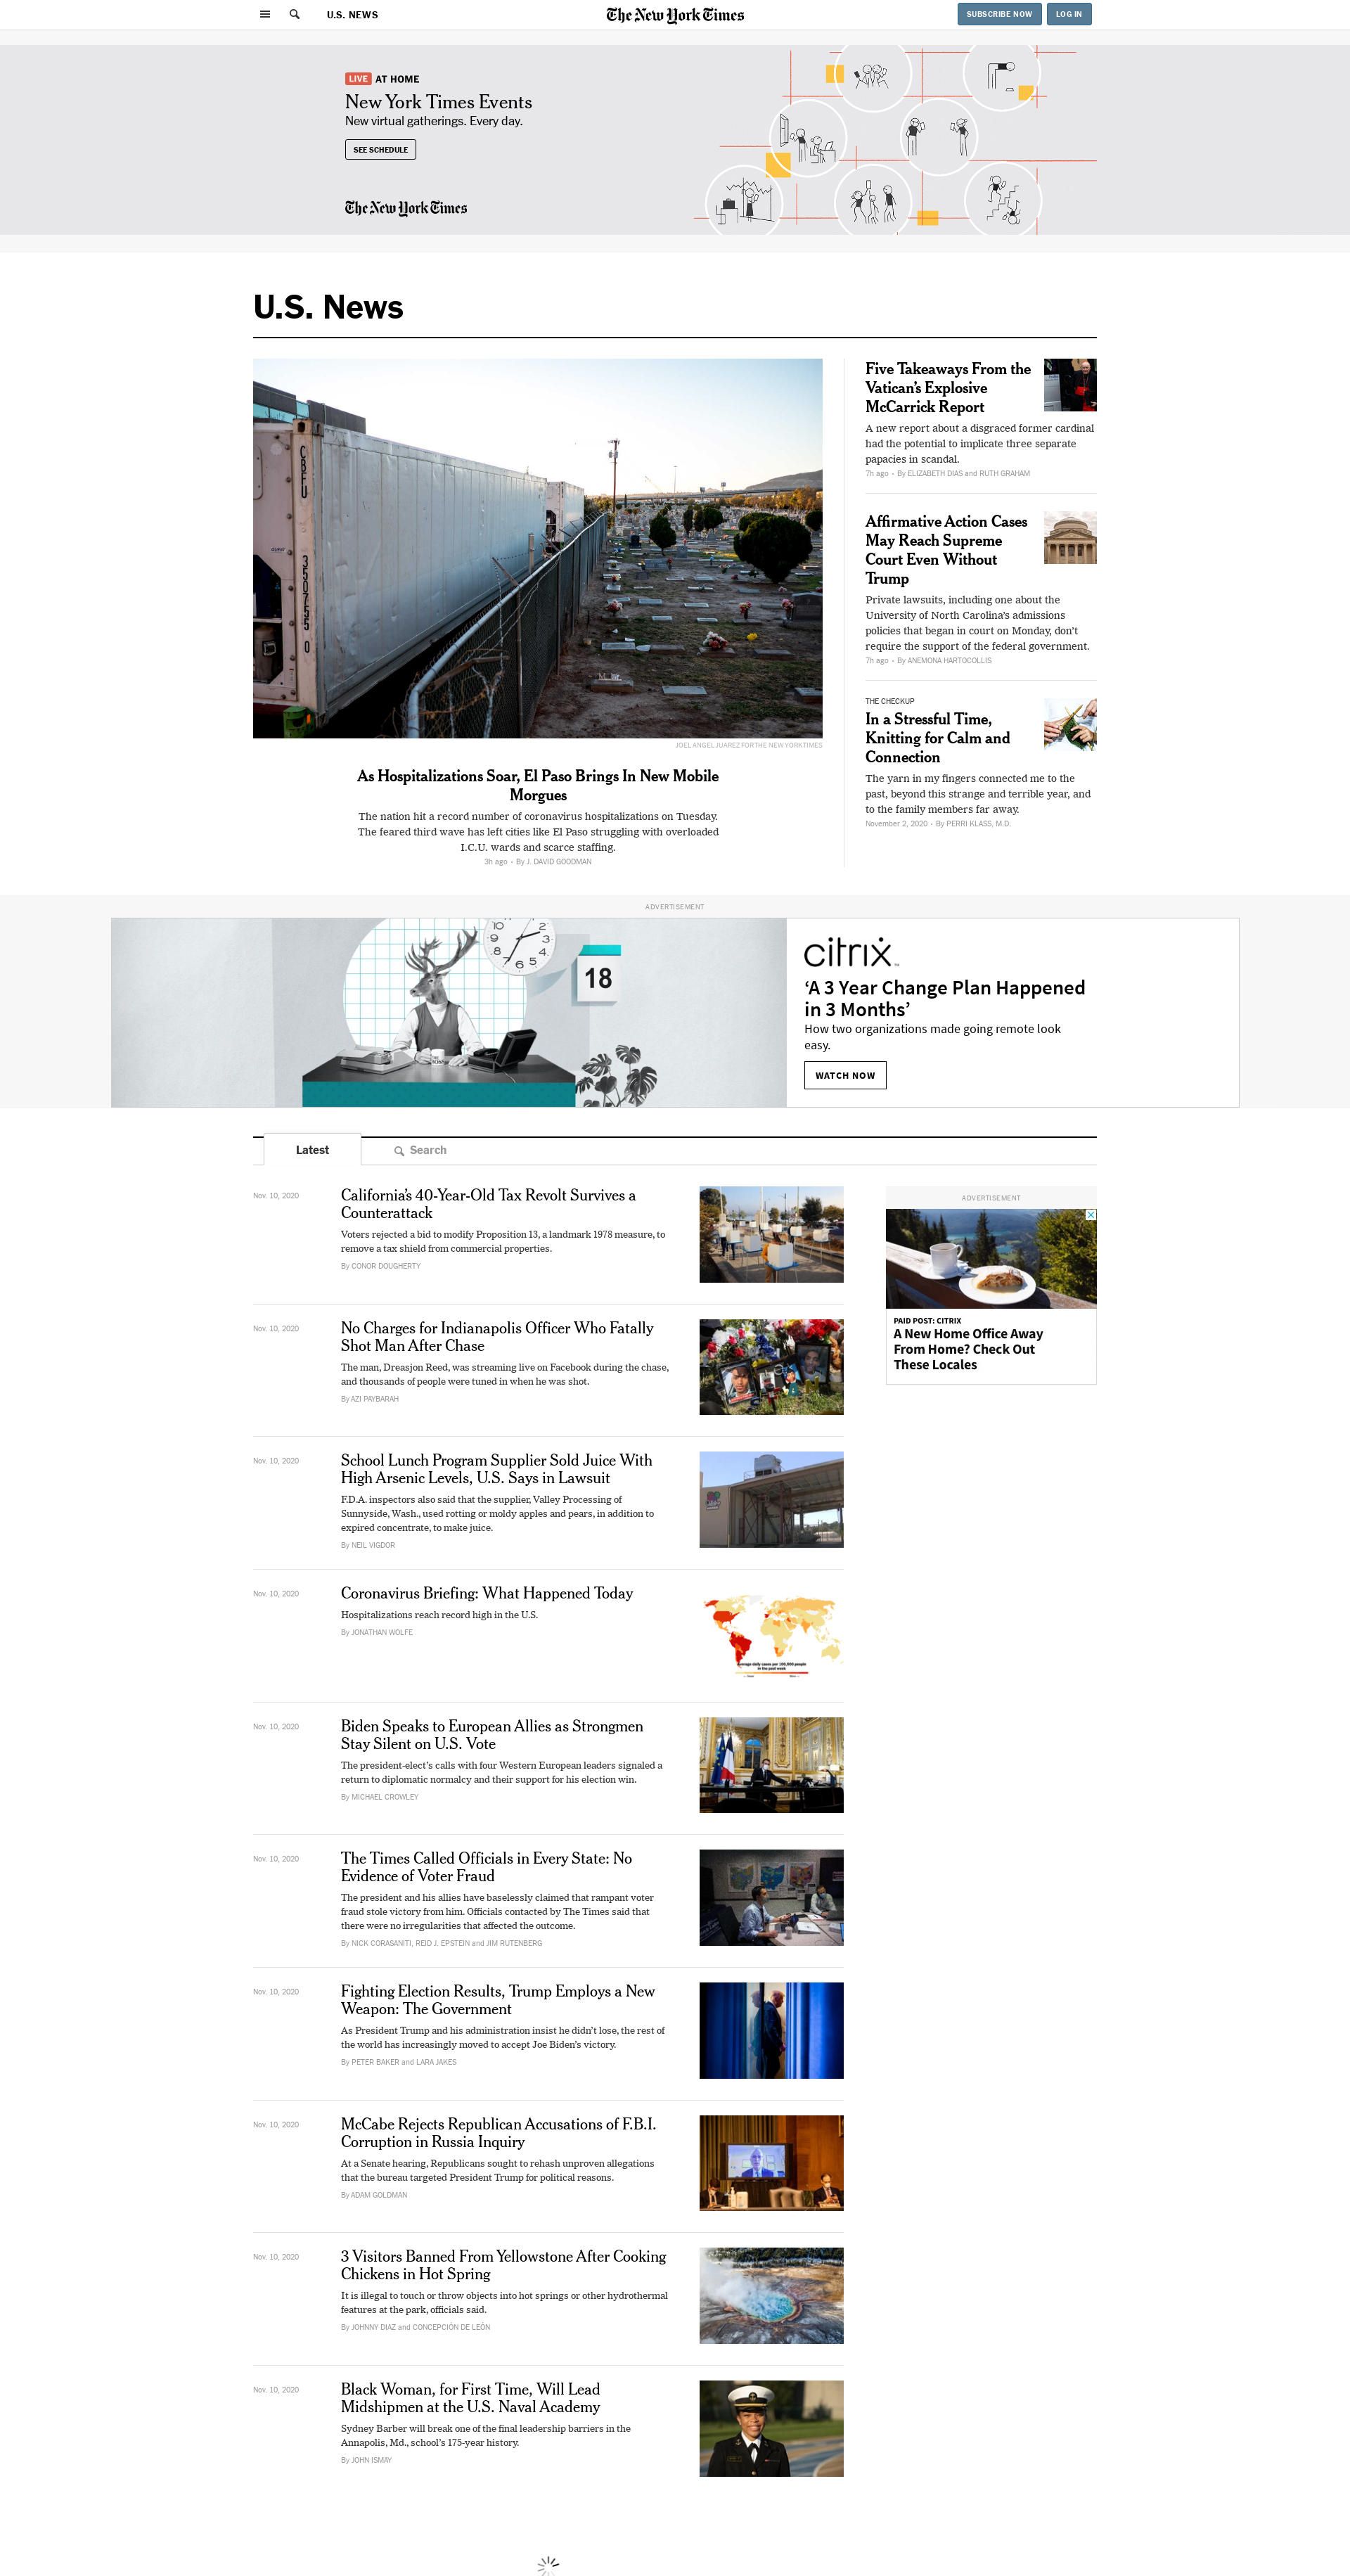 U.S. NEWS
The New York Times
SUBSCRIBE NOW
LOG IN
LIVE AT HOME
New York Times Events
New virtual gatherings. Every day.
SEE SCHEDULE
The New York Times
U.S. News
CBFU
GUEST
JOEL ANGEL JUAREZ FOR THE NEW YORK TIMES
As Hospitalizations Soar, El Paso Brings In New Mobile
Morgues
The nation hit a record number of coronavirus hospitalizations on Tuesday.
The feared third wave has left cities like El Paso struggling with overloaded
I.C.U. wards and scarce staffing.
3h ago • By J. DAVID GOODMAN
Five Takeaways From the
Vatican’s Explosive
McCarrick Report
A new report about a disgraced former cardinal
had the potential to implicate three separate
papacies in scandal.
7h ago • By ELIZABETH DIAS and RUTH GRAHAM
Affirmative Action Cases
May Reach Supreme
Court Even Without
Trump
Private lawsuits, including one about the
University of North Carolina’s admissions
policies that began in court on Monday, don’t
require the support of the federal government.
7h ago • By ANEMONA HARTOCOLLIS
THE CHECKUP
In a Stressful Time,
Knitting for Calm and
Connection
The yarn in my fingers connected me to the
past, beyond this strange and terrible year, and
to the family members far away.
November 2, 2020 • By PERRI KLASS, M.D.
ADVERTISEMENT
18
citrix™
‘A 3 Year Change Plan Happened
in 3 Months’
How two organizations made going remote look
easy.
WATCH NOW
Latest
Search
Nov. 10, 2020
California’s 40-Year-Old Tax Revolt Survives a
Counterattack
Voters rejected a bid to modify Proposition 13, a landmark 1978 measure, to
remove a tax shield from commercial properties.
By CONOR DOUGHERTY
ADVERTISEMENT
PAID POST: CITRIX
A New Home Office Away
From Home? Check Out
These Locales
Nov. 10, 2020
No Charges for Indianapolis Officer Who Fatally
Shot Man After Chase
The man, Dreasjon Reed, was streaming live on Facebook during the chase,
and thousands of people were tuned in when he was shot.
By AZI PAYBARAH
Nov. 10, 2020
School Lunch Program Supplier Sold Juice With
High Arsenic Levels, U.S. Says in Lawsuit
F.D.A. inspectors also said that the supplier, Valley Processing of
Sunnyside, Wash., used rotting or moldy apples and pears, in addition to
expired concentrate, to make juice.
By NEIL VIGDOR
Nov. 10, 2020
Coronavirus Briefing: What Happened Today
Hospitalizations reach record high in the U.S.
By JONATHAN WOLFE
Average daily cases per 100,000 people
in the past week
Nov. 10, 2020
Biden Speaks to European Allies as Strongmen
Stay Silent on U.S. Vote
The president-elect’s calls with four Western European leaders signaled a
return to diplomatic normalcy and their support for his election win.
By MICHAEL CROWLEY
Nov. 10, 2020
The Times Called Officials in Every State: No
Evidence of Voter Fraud
The president and his allies have baselessly claimed that rampant voter
fraud stole victory from him. Officials contacted by The Times said that
there were no irregularities that affected the outcome.
By NICK CORASANITI, REID J. EPSTEIN and JIM RUTENBERG
Nov. 10, 2020
Fighting Election Results, Trump Employs a New
Weapon: The Government
As President Trump and his administration insist he didn’t lose, the rest of
the world has increasingly moved to accept Joe Biden’s victory.
By PETER BAKER and LARA JAKES
Nov. 10, 2020
McCabe Rejects Republican Accusations of F.B.I.
Corruption in Russia Inquiry
At a Senate hearing, Republicans sought to rehash unproven allegations
that the bureau targeted President Trump for political reasons.
By ADAM GOLDMAN
Nov. 10, 2020
3 Visitors Banned From Yellowstone After Cooking
Chickens in Hot Spring
It is illegal to touch or throw objects into hot springs or other hydrothermal
features at the park, officials said.
By JOHNNY DIAZ and CONCEPCIÓN DE LEÓN
Nov. 10, 2020
Black Woman, for First Time, Will Lead
Midshipmen at the U.S. Naval Academy
Sydney Barber will break one of the final leadership barriers in the
Annapolis, Md., school’s 175-year history.
By JOHN ISMAY